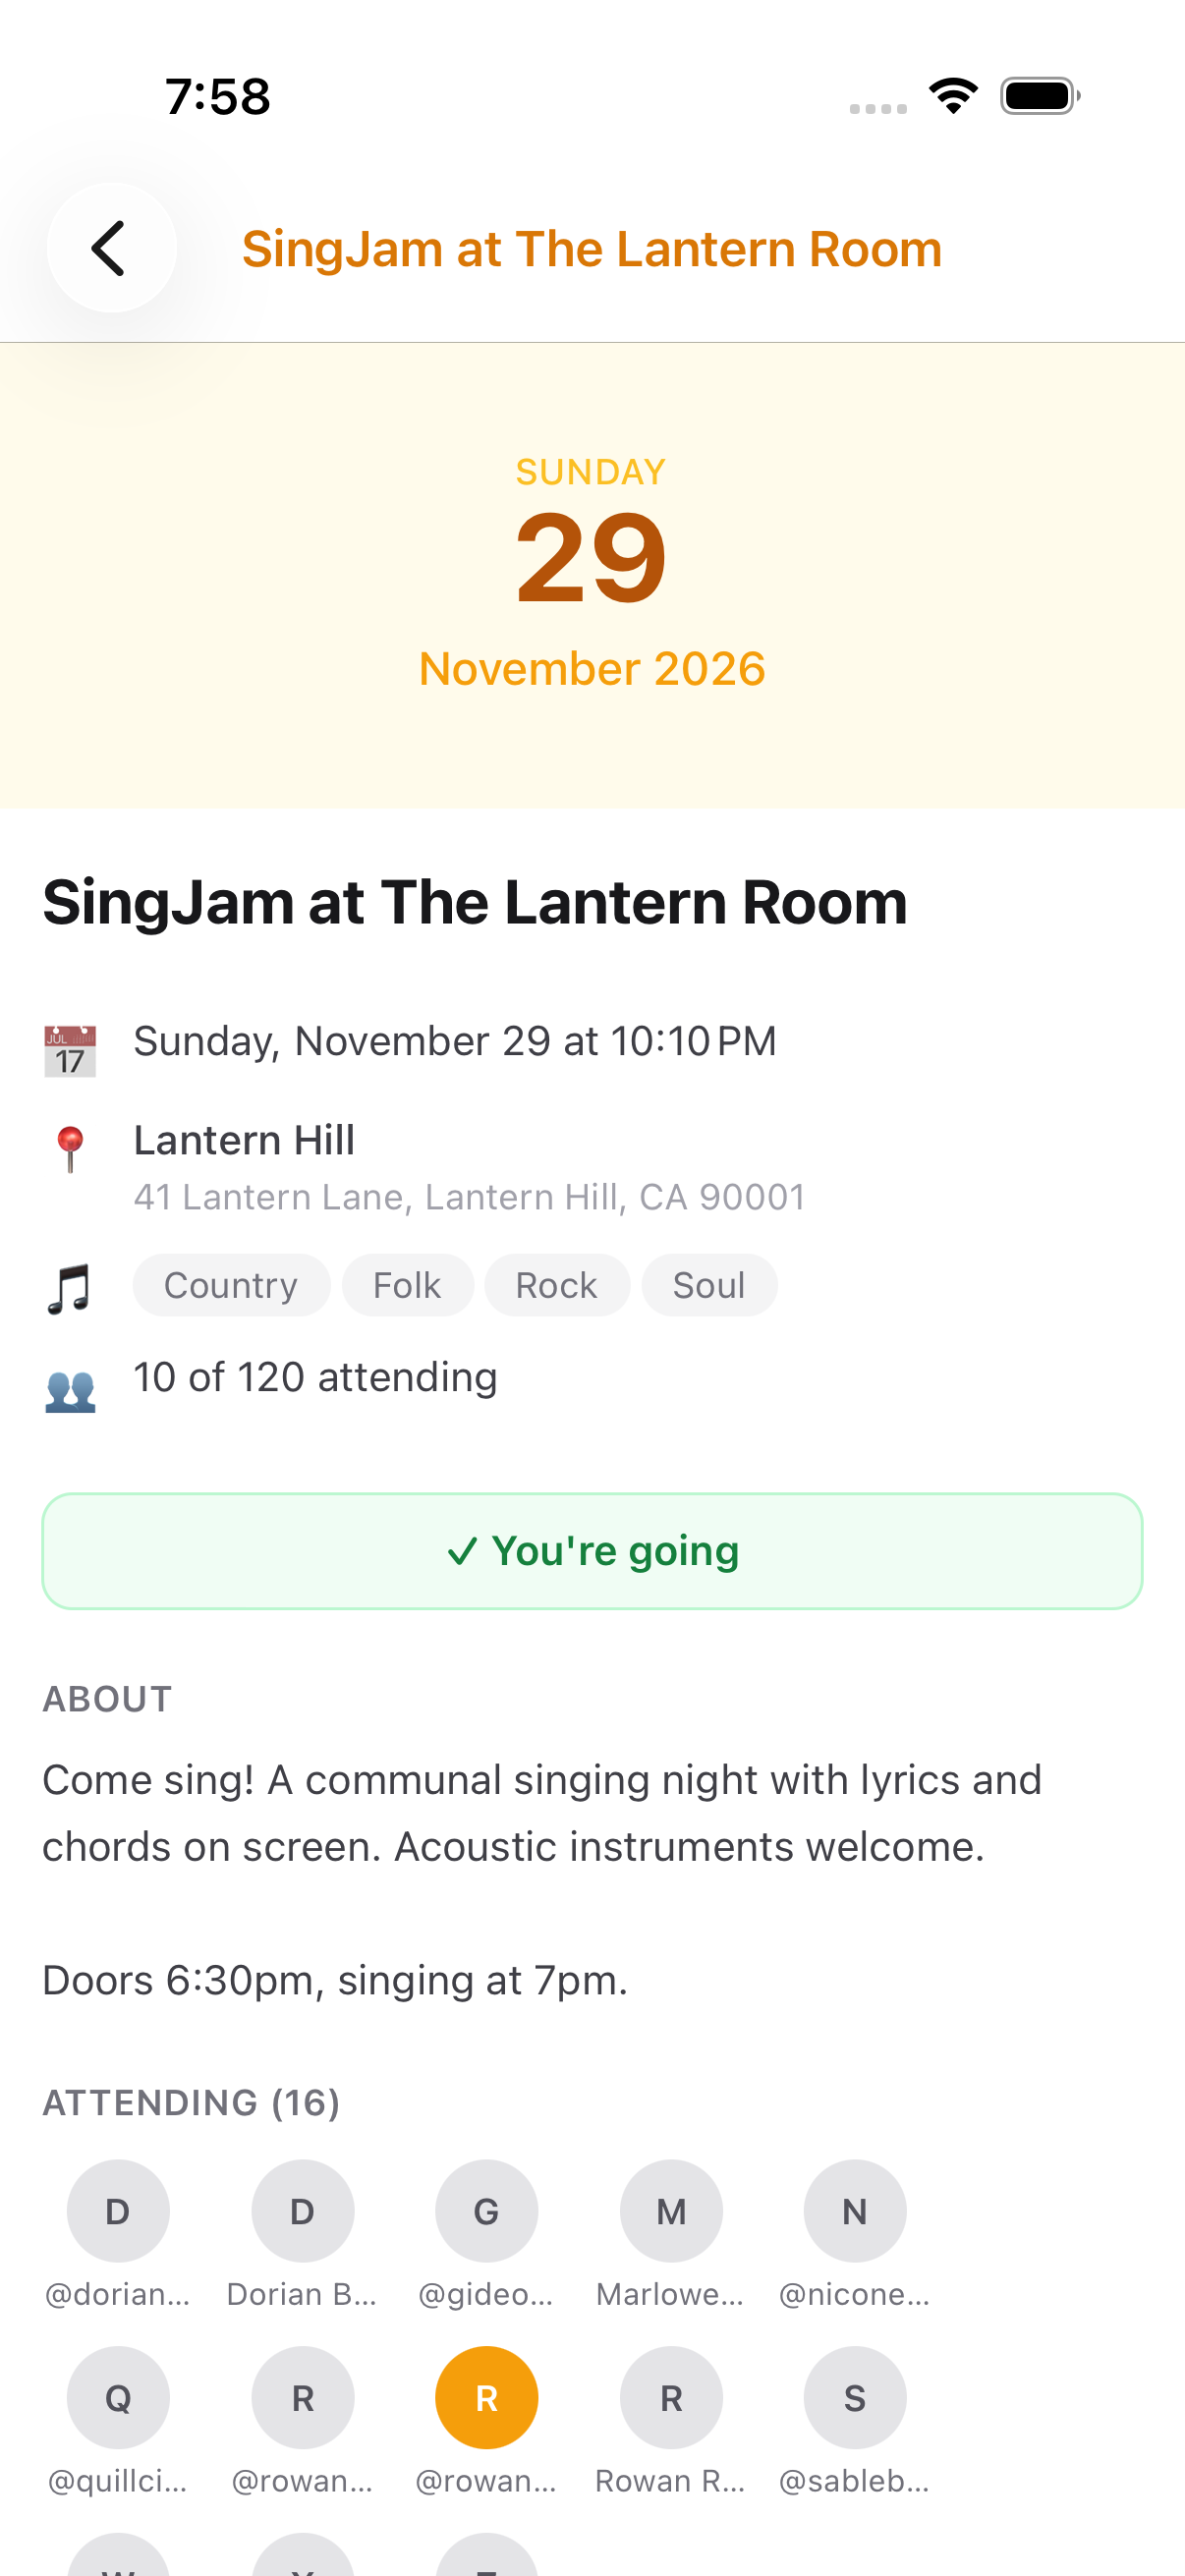 7:58
SingJam at The Lantern Room
SUNDAY
29
November 2026
SingJam at The Lantern Room
JUL
17
Sunday, November 29 at 10:10 PM
Lantern Hill
41 Lantern Lane, Lantern Hill, CA 90001
Country Folk Rock Soul
10 of 120 attending
✓ You're going
ABOUT
Come sing! A communal singing night with lyrics and
chords on screen. Acoustic instruments welcome.
Doors 6:30pm, singing at 7pm.
ATTENDING (16)
D D G M N
@dorian... Dorian B... @gideo... Marlowe... @nicone...
Q R R R S
@quillci... @rowan... @rowan... Rowan R... @sableb...